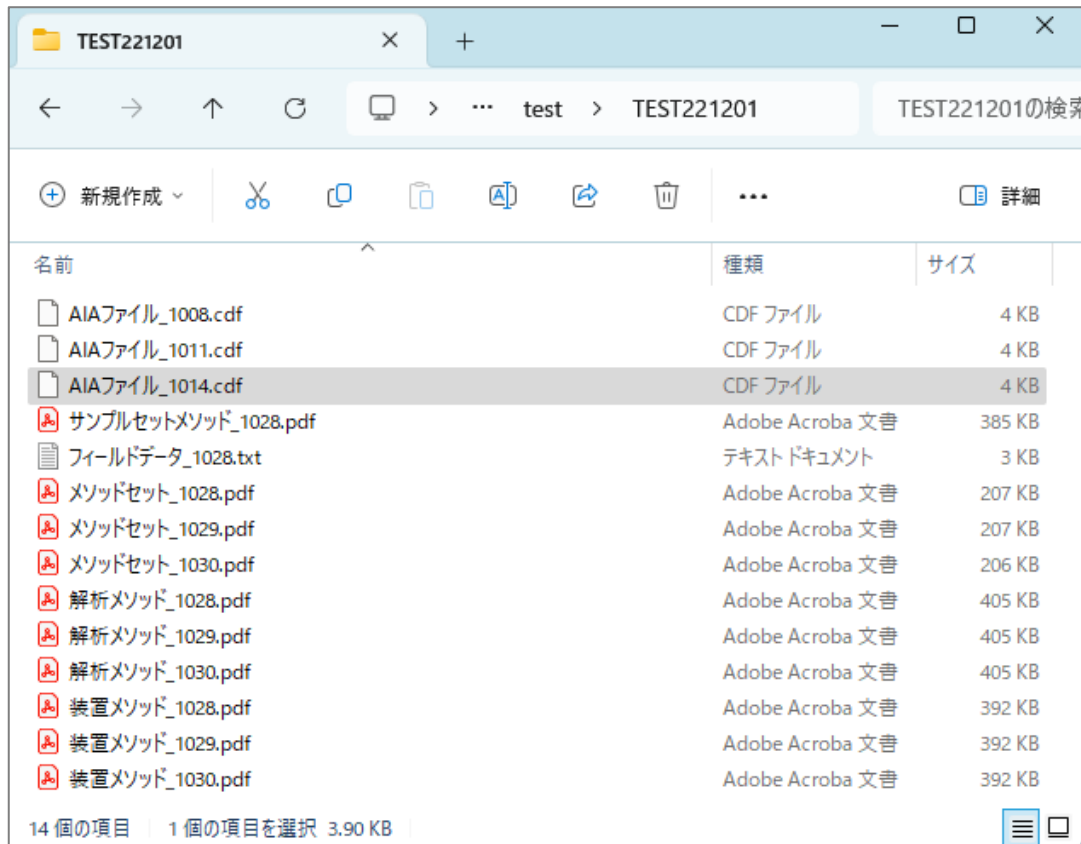 TEST221201
test > TEST221201
TEST221201の検索
新規作成
詳細
名前 種類 サイズ
AIAファイル_1008.cdf CDF ファイル 4 KB
AIAファイル_1011.cdf CDF ファイル 4 KB
AIAファイル_1014.cdf CDF ファイル 4 KB
サンプルセットメソッド_1028.pdf Adobe Acroba 文書 385 KB
フィールドデータ_1028.txt テキスト ドキュメント 3 KB
メソッドセット_1028.pdf Adobe Acroba 文書 207 KB
メソッドセット_1029.pdf Adobe Acroba 文書 207 KB
メソッドセット_1030.pdf Adobe Acroba 文書 206 KB
解析メソッド_1028.pdf Adobe Acroba 文書 405 KB
解析メソッド_1029.pdf Adobe Acroba 文書 405 KB
解析メソッド_1030.pdf Adobe Acroba 文書 405 KB
装置メソッド_1028.pdf Adobe Acroba 文書 392 KB
装置メソッド_1029.pdf Adobe Acroba 文書 392 KB
装置メソッド_1030.pdf Adobe Acroba 文書 392 KB
14 個の項目 1 個の項目を選択 3.90 KB